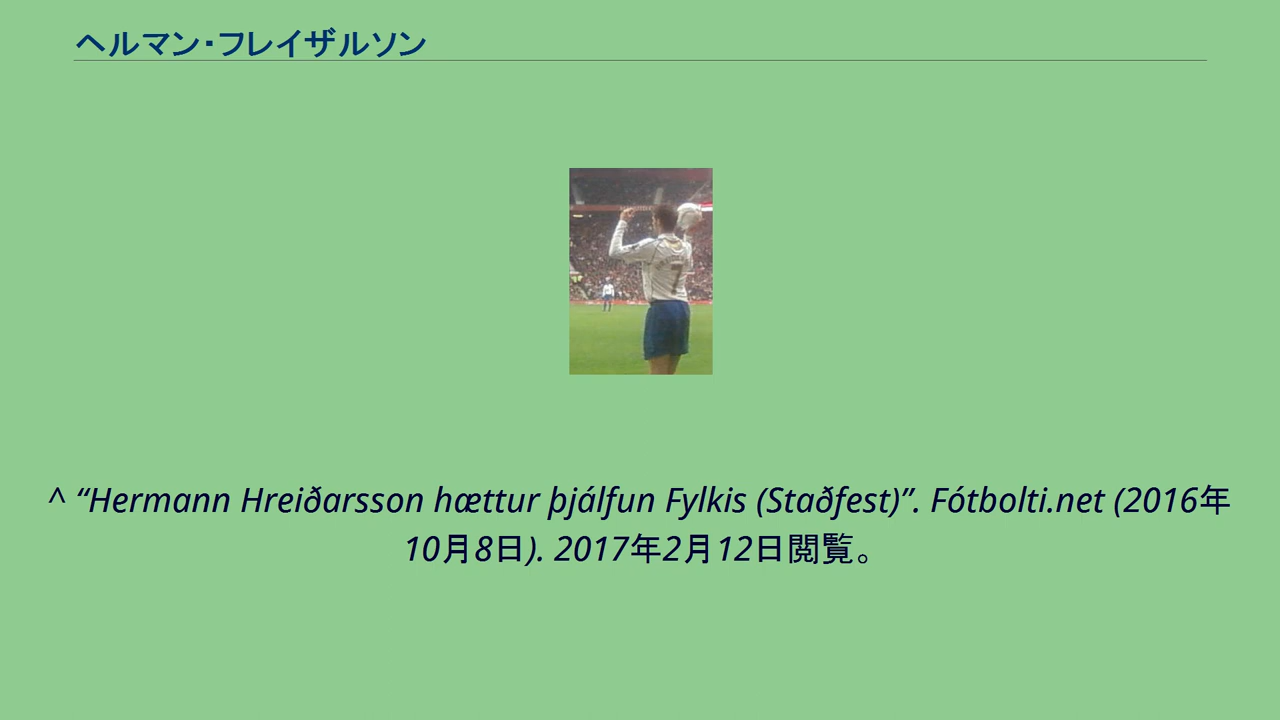 ヘルマン・フレイザルソン
7
^ “Hermann Hreiðarsson hættur þjálfun Fylkis (Staðfest)”. Fótbolti.net (2016年
10月8日). 2017年2月12日閲覧。